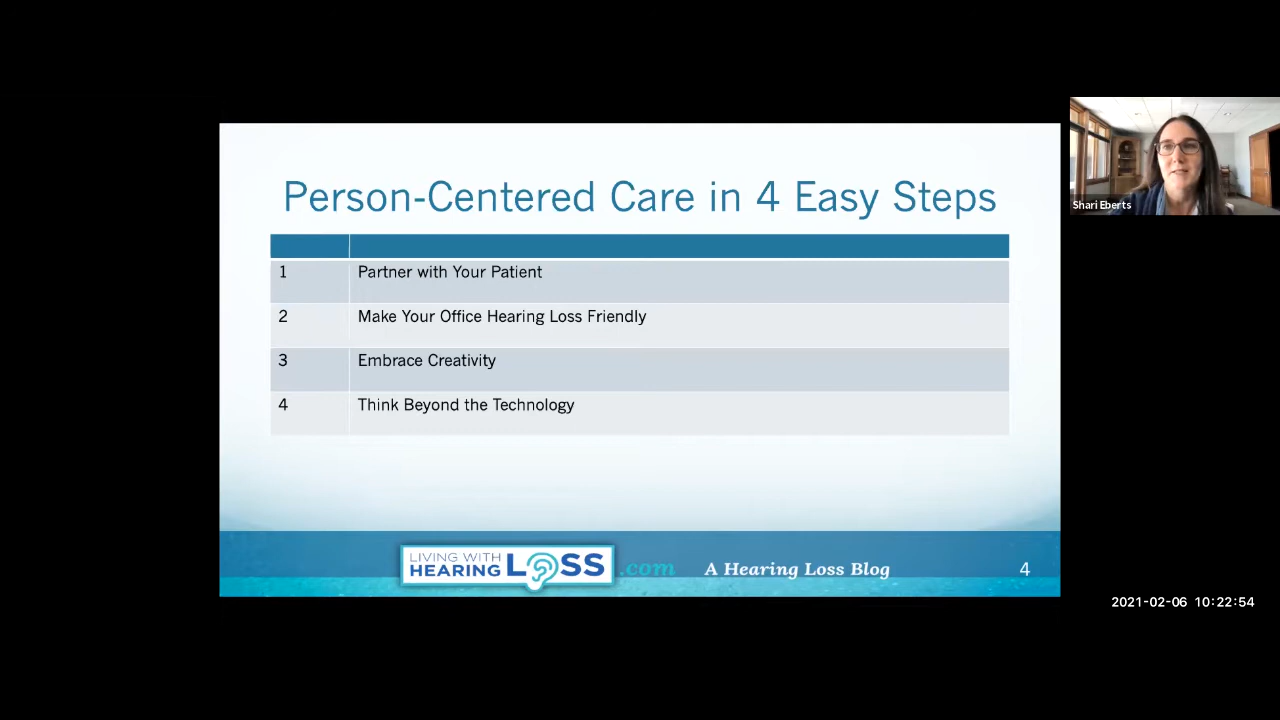 Person-Centered Care in 4 Easy Steps
Shari Eberts
1 Partner with Your Patient
2 Make Your Office Hearing Loss Friendly
3 Embrace Creativity
4 Think Beyond the Technology
LIVING WITH
HEARING LOSS .com A Hearing Loss Blog 4
2021-02-06 10:22:54